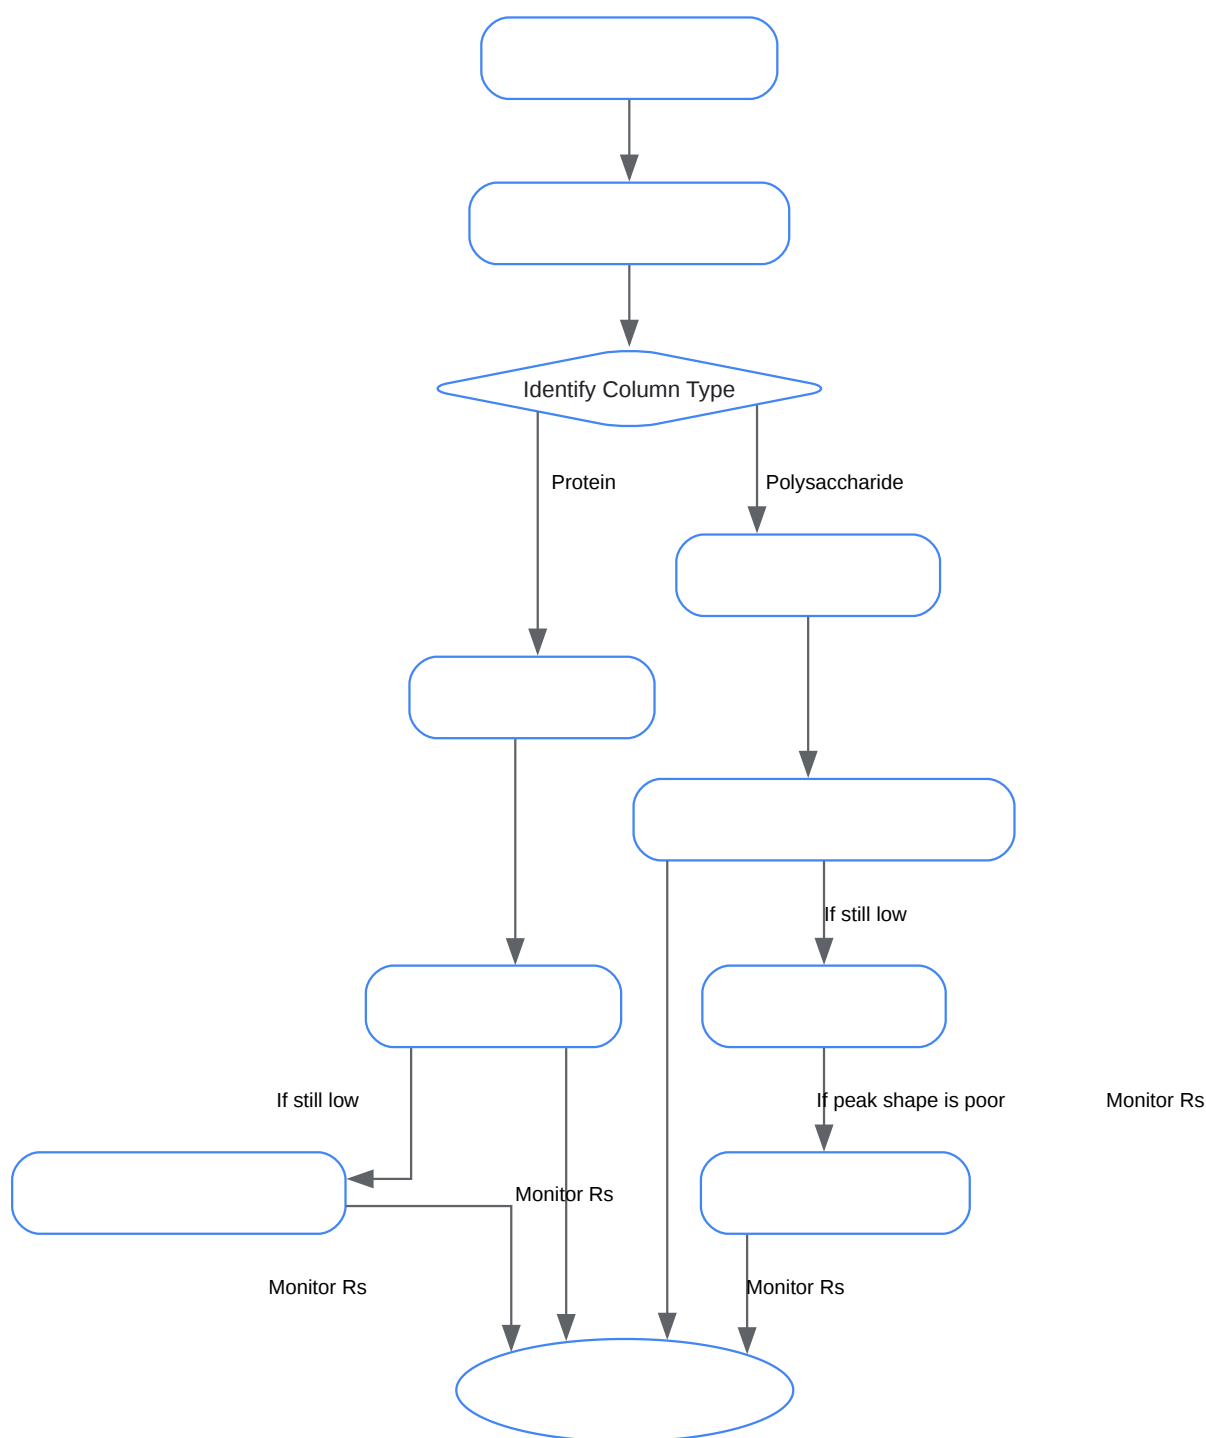 Identify Column Type
Protein
Polysaccharide
If still low
If still low
If peak shape is poor
Monitor Rs
Monitor Rs
Monitor Rs
Monitor Rs